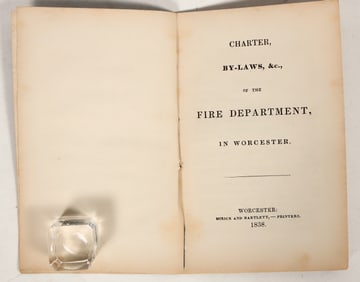 CHARTER,
BY-LAWS, &c.,
OF THE
FIRE DEPARTMENT,
IN WORCESTER.
WORCESTER:
MIRICK AND BARTLETT,—PRINTERS.
1838.